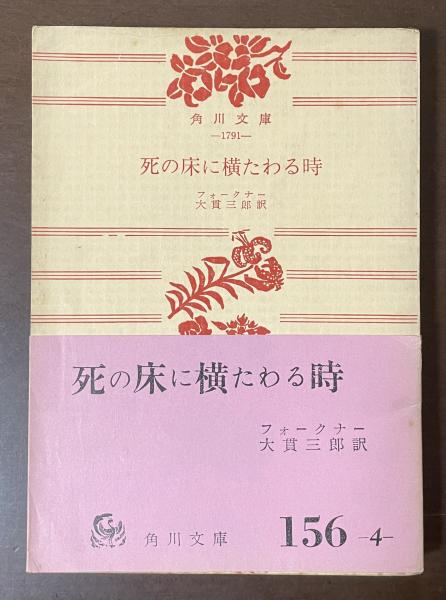 角川文庫
—1791—
死の床に横たわる時
フォークナー
大貫三郎訳
死の床に横たわる時
フォークナー
大貫三郎訳
角川文庫
156 -4-